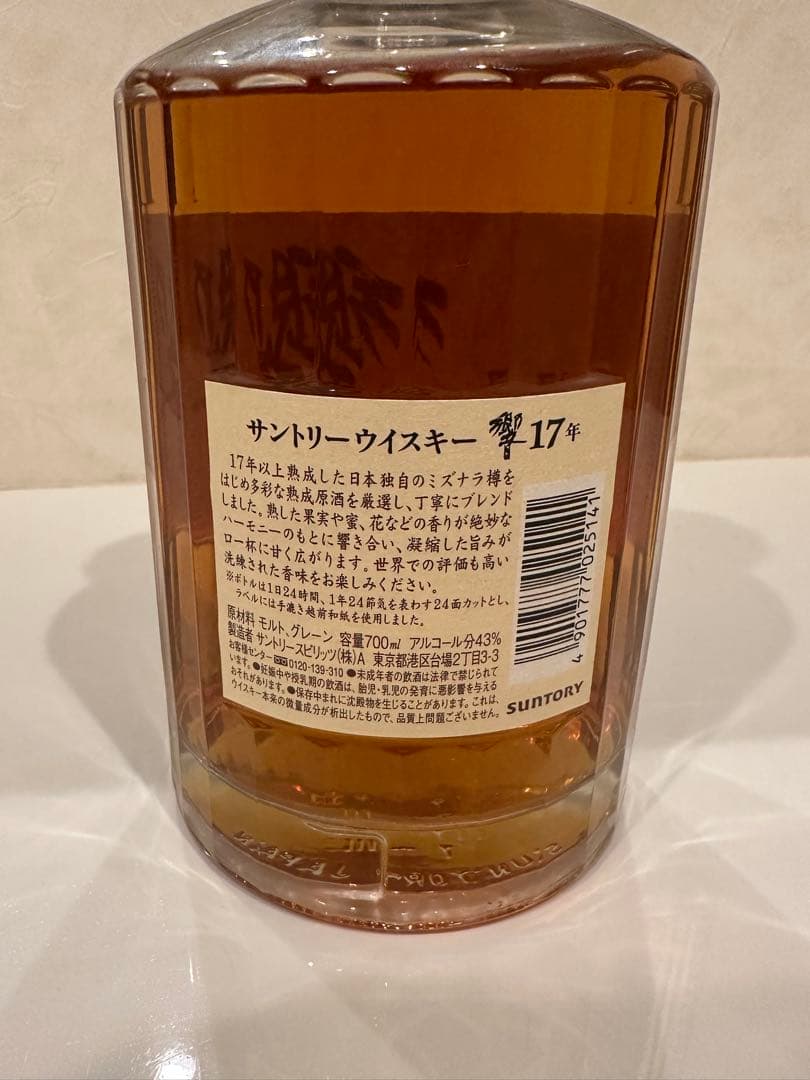 サントリーウイスキー 響 17年
17年以上熟成した日本独自のミズナラ樽を
はじめ多彩な熟成原酒を厳選し、丁寧にブレンド
しました。熟した果実や蜜、花などの香りが絶妙な
ハーモニーのもとに響き合い、凝縮した旨みが
口一杯に甘く広がります。世界での評価も高い
洗練された香味をお楽しみください。
※ボトルは1日24時間、1年24節気を表わす24面カットとし、
ラベルには手漉き越前和紙を使用しました。
原材料 モルト、グレーン 容量700ml アルコール分43%
製造者 サントリースピリッツ(株)A 東京都港区台場2丁目3-3
お客様センター 0120-139-310 ●未成年者の飲酒は法律で禁じられて
います。●妊娠中や授乳期の飲酒は、胎児・乳児の発育に悪影響を与える
おそれがあります。●保存中まれに沈殿物を生じることがあります。これは、
ウイスキー本来の微量成分が析出したもので、品質上問題ございません。
4 901777 025141
SUNTORY